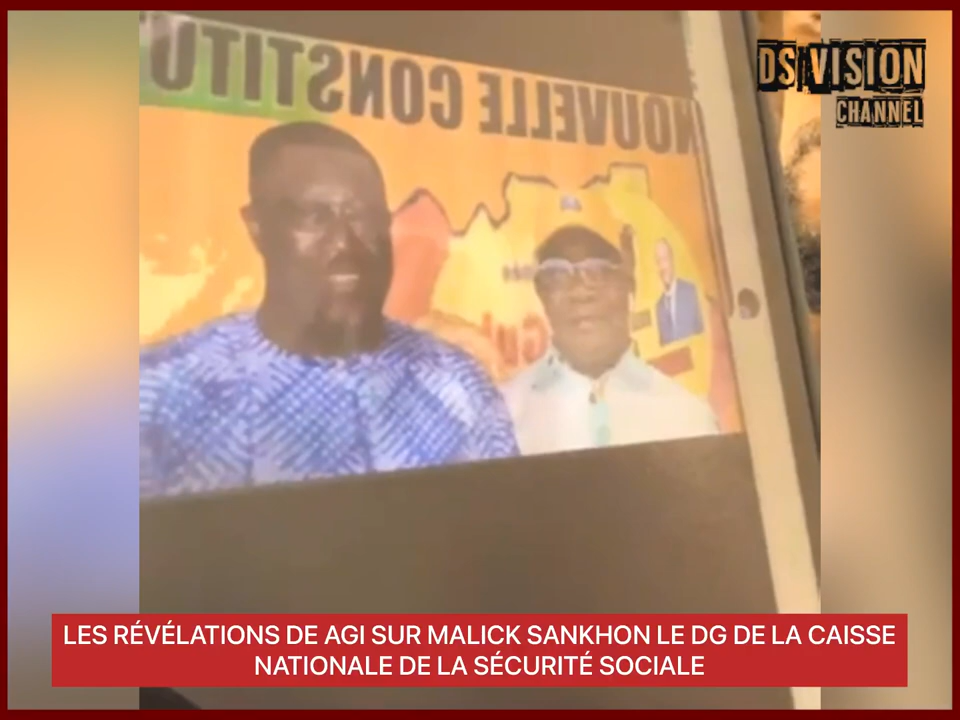 DS VISION
CHANNEL
NOUVELLE CONSTITU
LES RÉVÉLATIONS DE AGI SUR MALICK SANKHON LE DG DE LA CAISSE
NATIONALE DE LA SÉCURITÉ SOCIALE